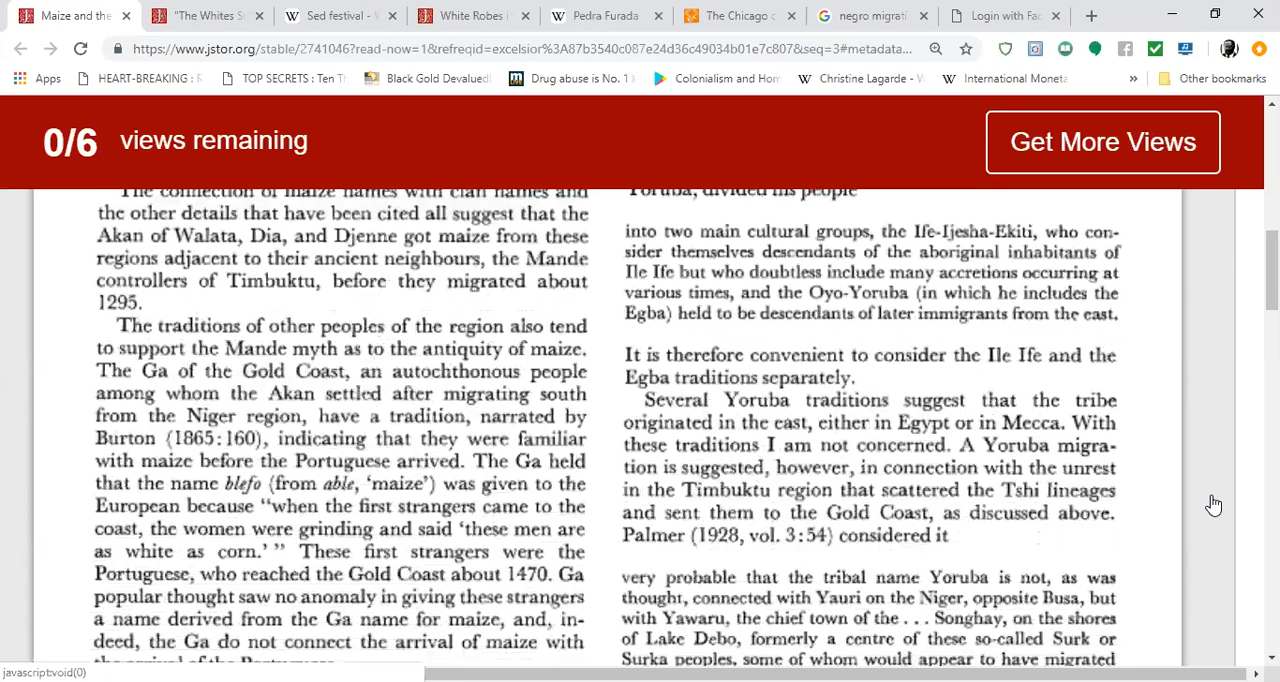 Maize and the
"The Whites S
Sed festival - 
White Robes i
Pedra Furada
The Chicago
negro migrati
Login with Fac
https://www.jstor.org/stable/2741046?read-now=1&refreqid=excelsior%3A87b3540c087e24d36c49034b01e7c807&seq=3#metadata...
Apps
HEART-BREAKING : R
TOP SECRETS : Ten Th
Black Gold Devalued
Drug abuse is No. 1
Colonialism and Hom
Christine Lagarde - W
International Moneta
»
Other bookmarks
0/6 views remaining
Get More Views
The connection of maize names with clan names and
the other details that have been cited all suggest that the
Akan of Walata, Dia, and Djenne got maize from these
regions adjacent to their ancient neighbours, the Mande
controllers of Timbuktu, before they migrated about
1295.
The traditions of other peoples of the region also tend
to support the Mande myth as to the antiquity of maize.
The Ga of the Gold Coast, an autochthonous people
among whom the Akan settled after migrating south
from the Niger region, have a tradition, narrated by
Burton (1865:160), indicating that they were familiar
with maize before the Portuguese arrived. The Ga held
that the name blefo (from able, 'maize') was given to the
European because "when the first strangers came to the
coast, the women were grinding and said 'these men are
as white as corn.' " These first strangers were the
Portuguese, who reached the Gold Coast about 1470. Ga
popular thought saw no anomaly in giving these strangers
a name derived from the Ga name for maize, and, in-
deed, the Ga do not connect the arrival of maize with
the arrival of the Portuguese.
Yoruba, divided his people
into two main cultural groups, the Ife-Ijesha-Ekiti, who con-
sider themselves descendants of the aboriginal inhabitants of
Ile Ife but who doubtless include many accretions occurring at
various times, and the Oyo-Yoruba (in which he includes the
Egba) held to be descendants of later immigrants from the east.
It is therefore convenient to consider the Ile Ife and the
Egba traditions separately.
Several Yoruba traditions suggest that the tribe
originated in the east, either in Egypt or in Mecca. With
these traditions I am not concerned. A Yoruba migra-
tion is suggested, however, in connection with the unrest
in the Timbuktu region that scattered the Tshi lineages
and sent them to the Gold Coast, as discussed above.
Palmer (1928, vol. 3:54) considered it
very probable that the tribal name Yoruba is not, as was
thought, connected with Yauri on the Niger, opposite Busa, but
with Yawaru, the chief town of the . . . Songhay, on the shores
of Lake Debo, formerly a centre of these so-called Surk or
Surka peoples, some of whom would appear to have migrated
javascript:void(0)